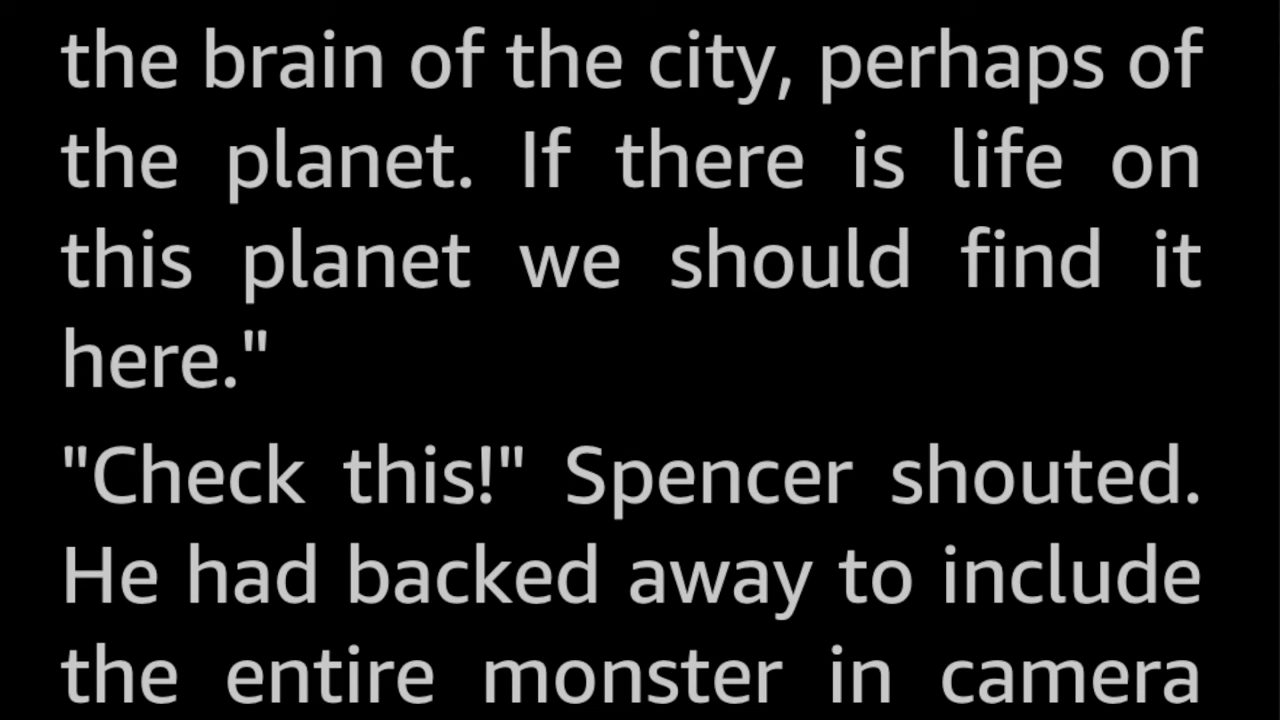 the brain of the city, perhaps of
the planet. If there is life on
this planet we should find it
here."
"Check this!" Spencer shouted.
He had backed away to include
the entire monster in camera